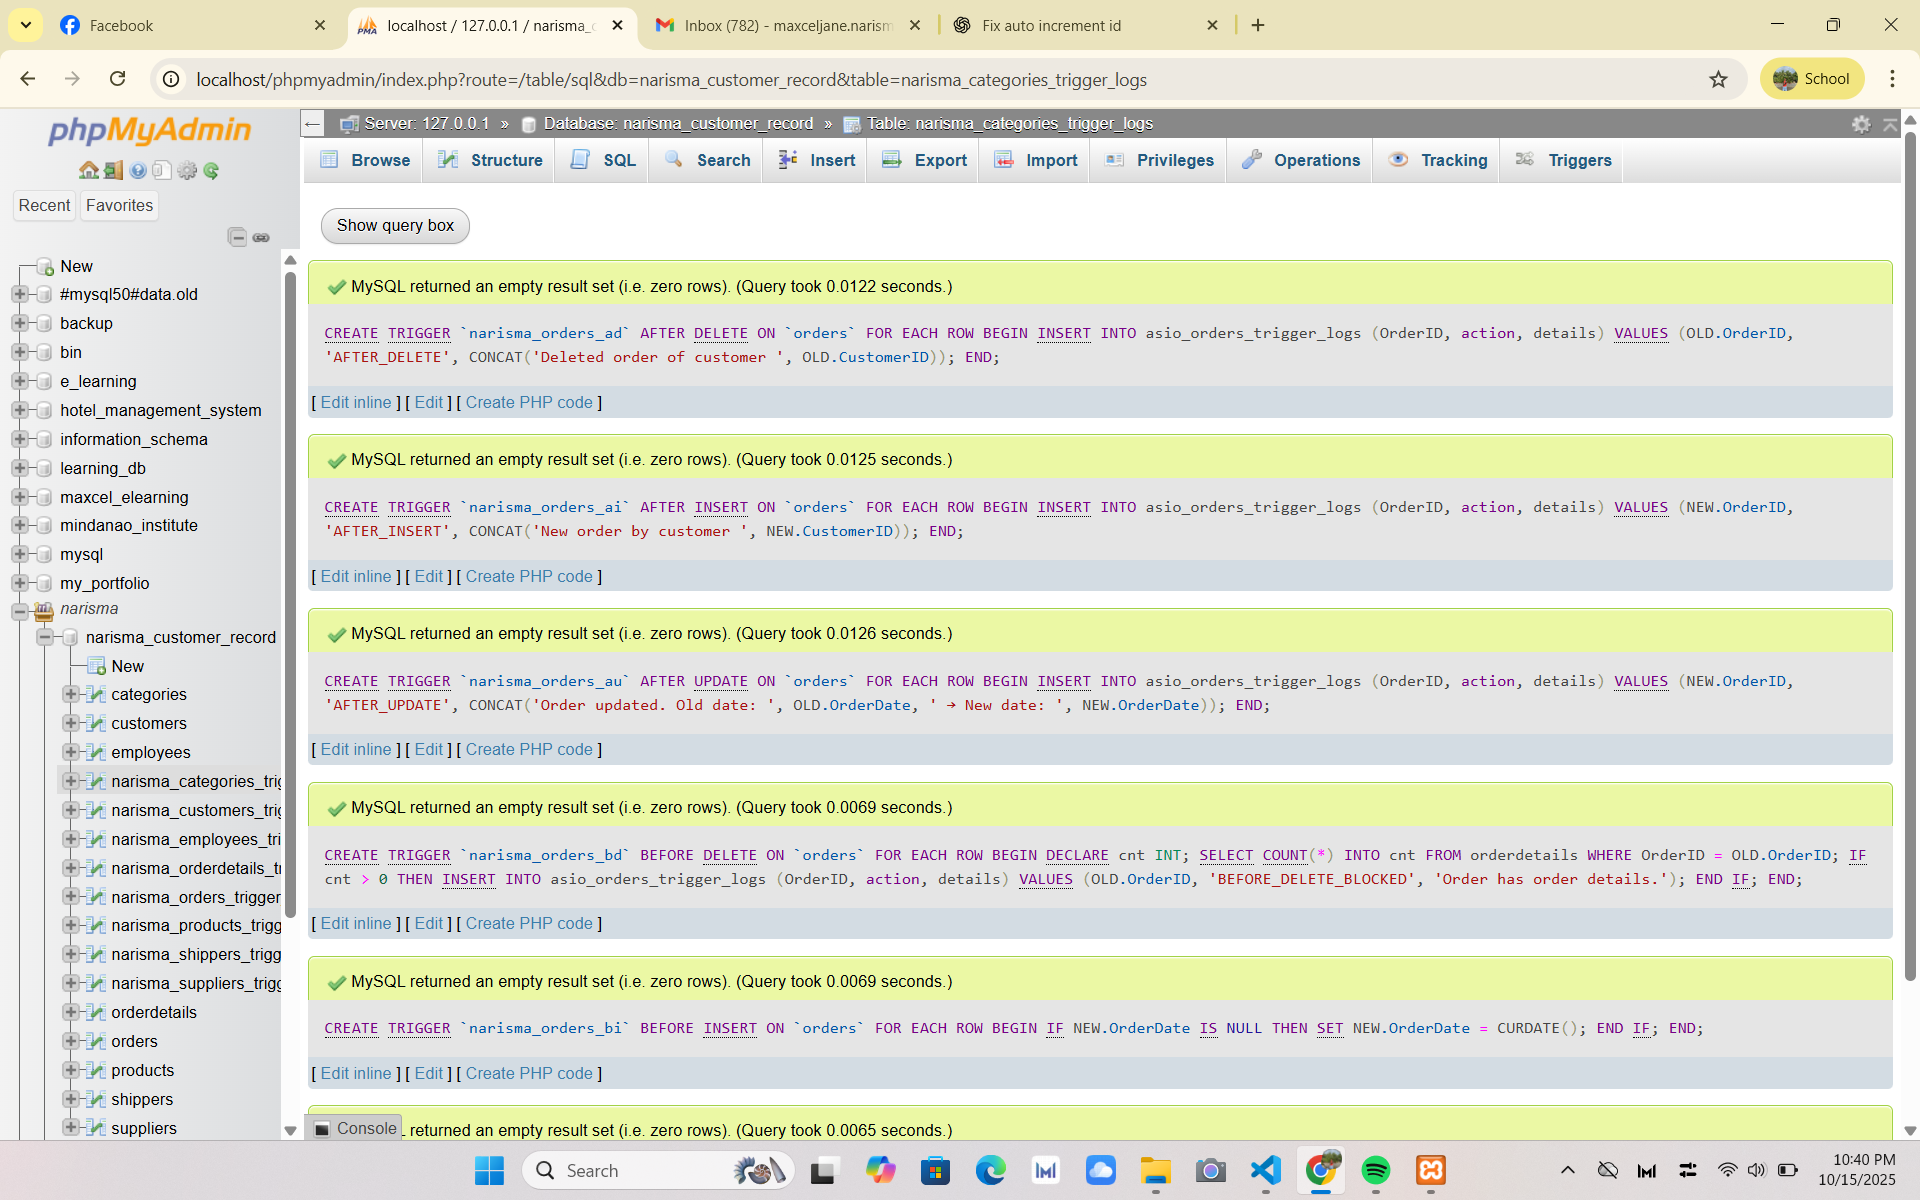 Facebook
localhost / 127.0.0.1 / narisma_c
Inbox (782) - maxceljane.narism
Fix auto increment id
localhost/phpmyadmin/index.php?route=/table/sql&db=narisma_customer_record&table=narisma_categories_trigger_logs
School
phpMyAdmin
Recent
Favorites
New
#mysql50#data.old
backup
bin
e_learning
hotel_management_system
information_schema
learning_db
maxcel_elearning
mindanao_institute
mysql
my_portfolio
narisma
narisma_customer_record
New
categories
customers
employees
narisma_categories_trig
narisma_customers_trig
narisma_employees_tri
narisma_orderdetails_t
narisma_orders_trigger
narisma_products_trigg
narisma_shippers_trigg
narisma_suppliers_trigg
orderdetails
orders
products
shippers
suppliers
Server: 127.0.0.1 » Database: narisma_customer_record » Table: narisma_categories_trigger_logs
Browse Structure SQL Search Insert Export Import Privileges Operations Tracking Triggers
Show query box
MySQL returned an empty result set (i.e. zero rows). (Query took 0.0122 seconds.)
CREATE TRIGGER `narisma_orders_ad` AFTER DELETE ON `orders` FOR EACH ROW BEGIN INSERT INTO asio_orders_trigger_logs (OrderID, action, details) VALUES (OLD.OrderID,
'AFTER_DELETE', CONCAT('Deleted order of customer ', OLD.CustomerID)); END;
[ Edit inline ] [ Edit ] [ Create PHP code ]
MySQL returned an empty result set (i.e. zero rows). (Query took 0.0125 seconds.)
CREATE TRIGGER `narisma_orders_ai` AFTER INSERT ON `orders` FOR EACH ROW BEGIN INSERT INTO asio_orders_trigger_logs (OrderID, action, details) VALUES (NEW.OrderID,
'AFTER_INSERT', CONCAT('New order by customer ', NEW.CustomerID)); END;
[ Edit inline ] [ Edit ] [ Create PHP code ]
MySQL returned an empty result set (i.e. zero rows). (Query took 0.0126 seconds.)
CREATE TRIGGER `narisma_orders_au` AFTER UPDATE ON `orders` FOR EACH ROW BEGIN INSERT INTO asio_orders_trigger_logs (OrderID, action, details) VALUES (NEW.OrderID,
'AFTER_UPDATE', CONCAT('Order updated. Old date: ', OLD.OrderDate, ' → New date: ', NEW.OrderDate)); END;
[ Edit inline ] [ Edit ] [ Create PHP code ]
MySQL returned an empty result set (i.e. zero rows). (Query took 0.0069 seconds.)
CREATE TRIGGER `narisma_orders_bd` BEFORE DELETE ON `orders` FOR EACH ROW BEGIN DECLARE cnt INT; SELECT COUNT(*) INTO cnt FROM orderdetails WHERE OrderID = OLD.OrderID; IF
cnt > 0 THEN INSERT INTO asio_orders_trigger_logs (OrderID, action, details) VALUES (OLD.OrderID, 'BEFORE_DELETE_BLOCKED', 'Order has order details.'); END IF; END;
[ Edit inline ] [ Edit ] [ Create PHP code ]
MySQL returned an empty result set (i.e. zero rows). (Query took 0.0069 seconds.)
CREATE TRIGGER `narisma_orders_bi` BEFORE INSERT ON `orders` FOR EACH ROW BEGIN IF NEW.OrderDate IS NULL THEN SET NEW.OrderDate = CURDATE(); END IF; END;
[ Edit inline ] [ Edit ] [ Create PHP code ]
Console
returned an empty result set (i.e. zero rows). (Query took 0.0065 seconds.)
Search
10:40 PM
10/15/2025